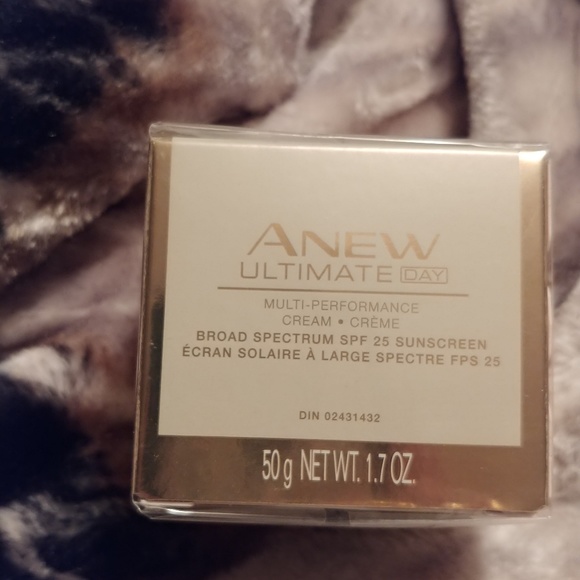 ANEW
ULTIMATE DAY
MULTI-PERFORMANCE
CREAM • CRÈME
BROAD SPECTRUM SPF 25 SUNSCREEN
ÉCRAN SOLAIRE À LARGE SPECTRE FPS 25
DIN 02431432
50 g NET WT. 1.7 OZ.